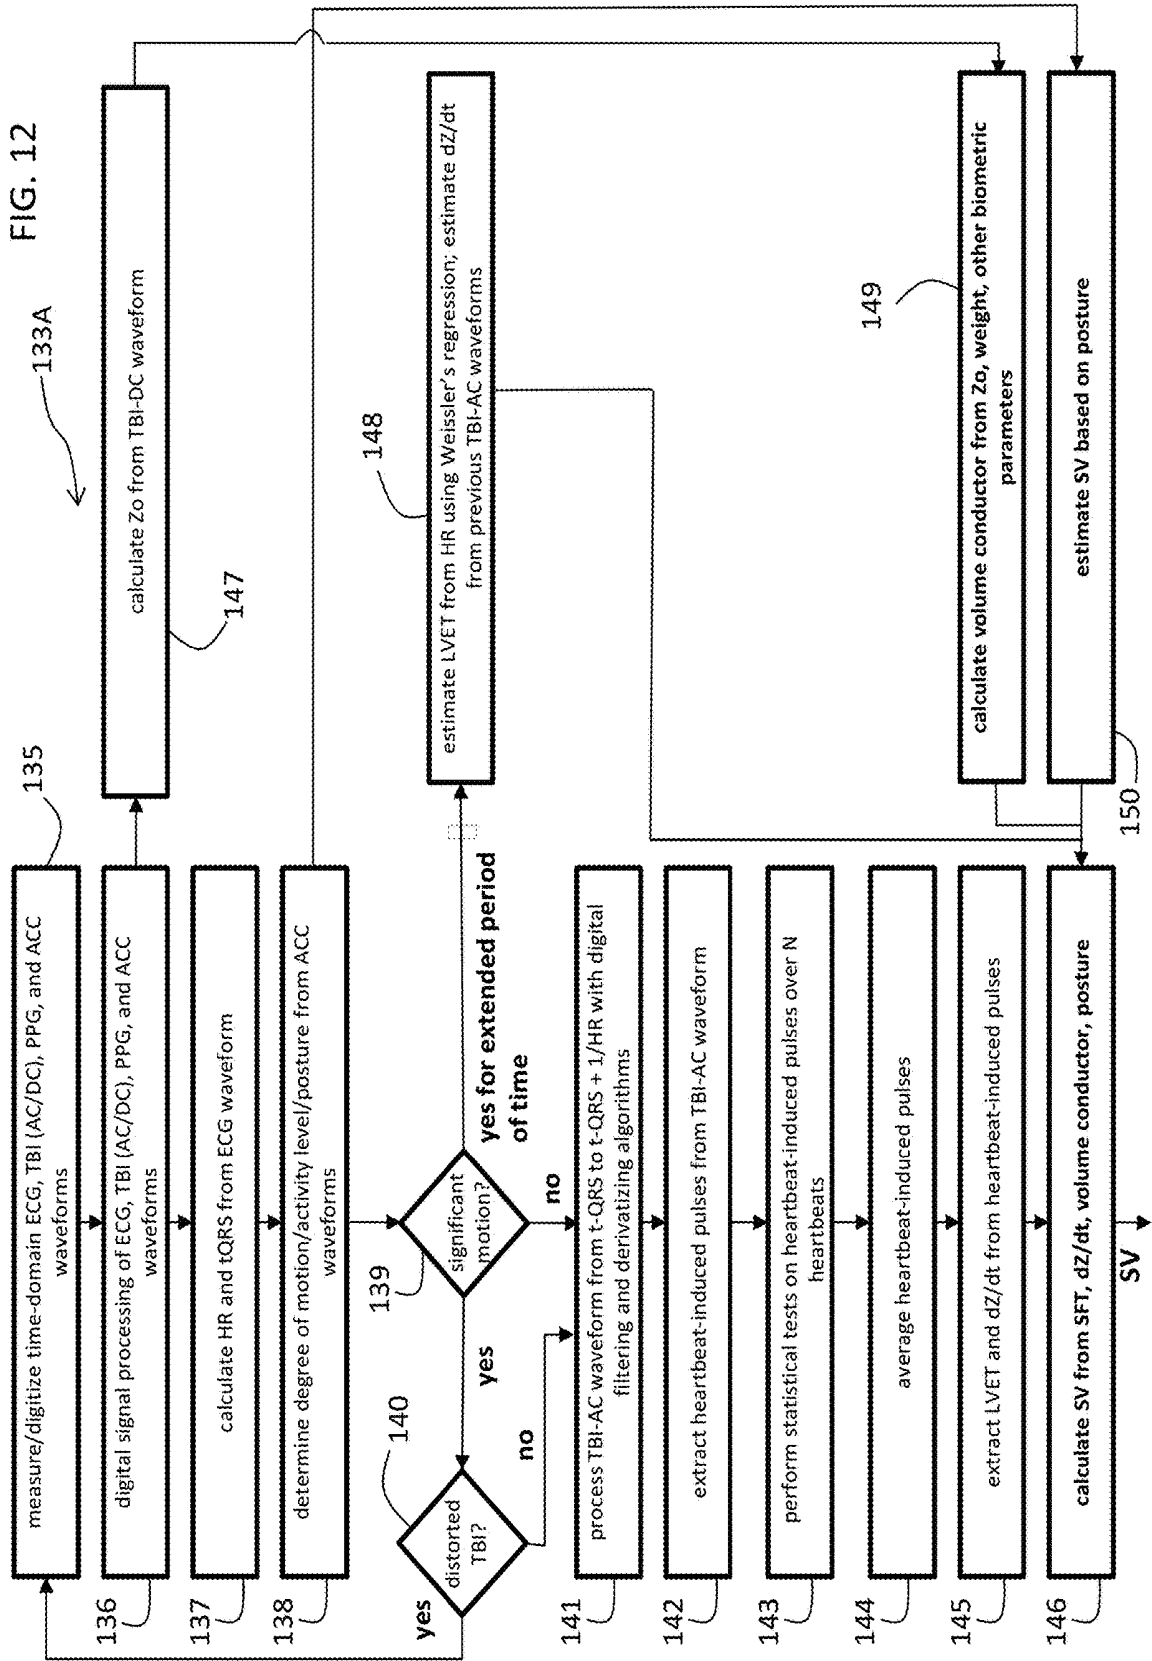 FIG. 12
133A
135
measure/digitize time-domain ECG, TBI (AC/DC), PPG, and ACC
waveforms
136
digital signal processing of ECG, TBI (AC/DC), PPG, and ACC
waveforms
calculate Zo from TBI-DC waveform
147
137
calculate HR and tQRS from ECG waveform
138
determine degree of motion/activity level/posture from ACC
waveforms
139
significant
motion?
yes for extended period
of time
148
estimate LVET from HR using Weissler's regression; estimate dZ/dt
from previous TBI-AC waveforms
yes
no
140
distorted
TBI?
yes
no
141
process TBI-AC waveform from t-QRS to t-QRS + 1/HR with digital
filtering and derivatizing algorithms
142
extract heartbeat-induced pulses from TBI-AC waveform
143
perform statistical tests on heartbeat-induced pulses over N
heartbeats
144
average heartbeat-induced pulses
145
extract LVET and dZ/dt from heartbeat-induced pulses
149
calculate volume conductor from Zo, weight, other biometric
parameters
146
calculate SV from SFT, dZ/dt, volume conductor, posture
estimate SV based on posture
150
SV